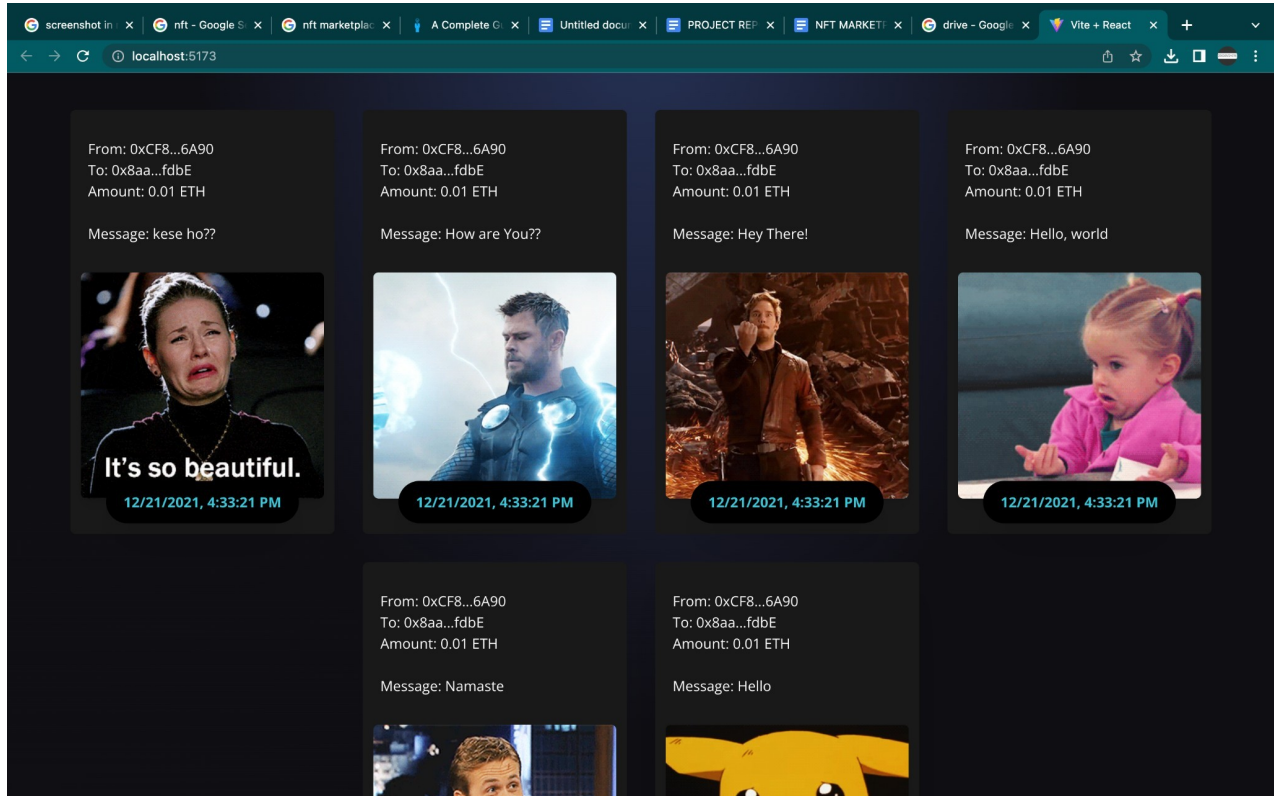 screenshot in
nft - Google S
nft marketplac
A Complete Gu
Untitled docur
PROJECT REP
NFT MARKETP
drive - Google
Vite + React
localhost:5173
From: 0xCF8...6A90
To: 0x8aa...fdbE
Amount: 0.01 ETH
Message: kese ho??
It's so beautiful.
12/21/2021, 4:33:21 PM
From: 0xCF8...6A90
To: 0x8aa...fdbE
Amount: 0.01 ETH
Message: How are You??
12/21/2021, 4:33:21 PM
From: 0xCF8...6A90
To: 0x8aa...fdbE
Amount: 0.01 ETH
Message: Hey There!
12/21/2021, 4:33:21 PM
From: 0xCF8...6A90
To: 0x8aa...fdbE
Amount: 0.01 ETH
Message: Hello, world
12/21/2021, 4:33:21 PM
From: 0xCF8...6A90
To: 0x8aa...fdbE
Amount: 0.01 ETH
Message: Namaste
From: 0xCF8...6A90
To: 0x8aa...fdbE
Amount: 0.01 ETH
Message: Hello